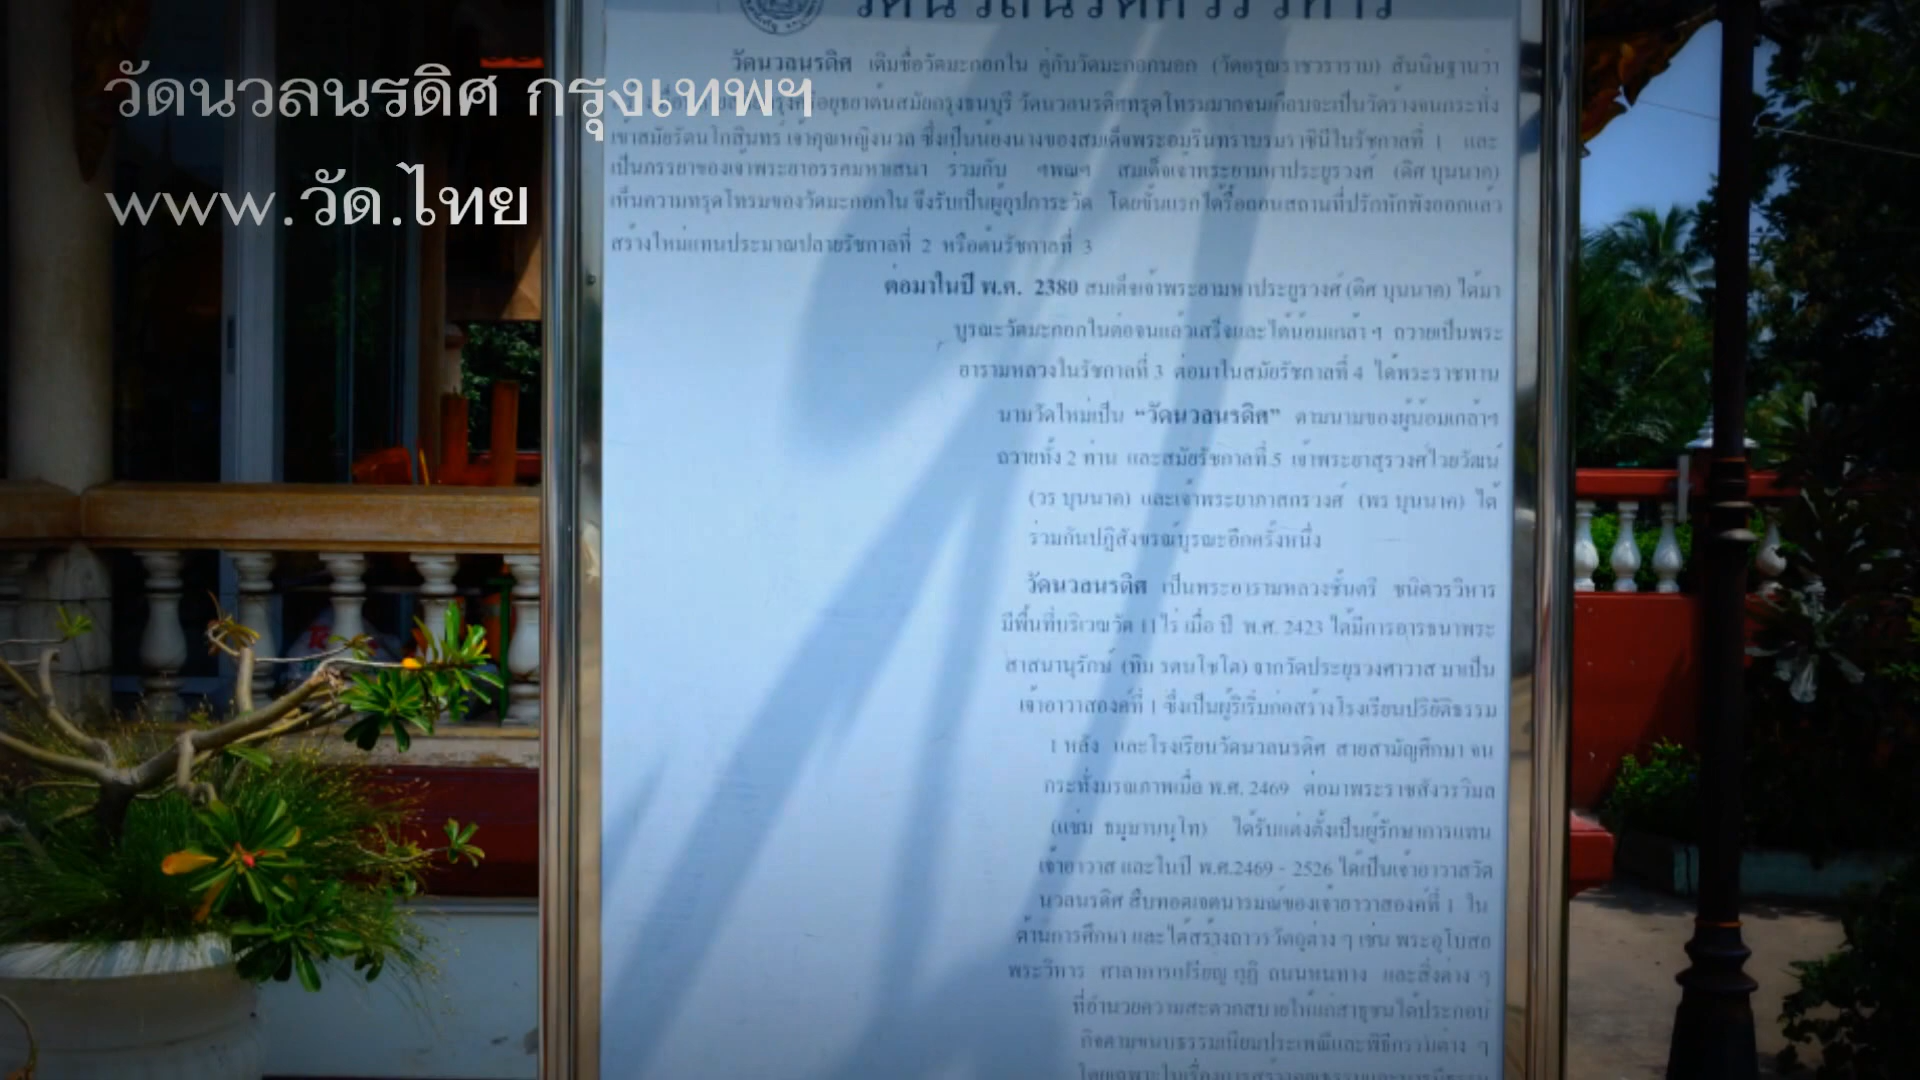 วัดนวลนรดิศ กรุงเทพฯ
www.วัด.ไทย
วัดนวลนรดิศวรวิหาร
วัดนวลนรดิศ เดิมชื่อวัดมะกอกใน คู่กับวัดมะกอกนอก (วัดอรุณราชวราราม) สันนิษฐานว่า
กรุงศรีอยุธยาต้นสมัยกรุงธนบุรี วัดนวลนรดิศทรุดโทรมมากจนเกือบจะเป็นวัดร้างจนกระทั่ง
เข้าสมัยรัตนโกสินทร์ เจ้าคุณหญิงนวล ซึ่งเป็นน้องนางของสมเด็จพระอมรินทราบรมราชินีในรัชกาลที่ 1 และ
เป็นภรรยาของเจ้าพระยาอรรคมหาเสนา ร่วมกับ ฯพณฯ สมเด็จเจ้าพระยามหาประยูรวงศ์ (ดิศ บุนนาค)
เห็นความทรุดโทรมของวัดมะกอกใน จึงรับเป็นผู้อุปการะวัด โดยขั้นแรกได้รื้อถอนสถานที่ปรักหักพังออกแล้ว
สร้างใหม่แทนประมาณปลายรัชกาลที่ 2 หรือต้นรัชกาลที่ 3
ต่อมาในปี พ.ศ. 2380 สมเด็จเจ้าพระยามหาประยูรวงศ์ (ดิศ บุนนาค) ได้มา
บูรณะวัดมะกอกในต่อจนแล้วเสร็จและได้น้อมเกล้า ฯ ถวายเป็นพระ
อารามหลวงในรัชกาลที่ 3 ต่อมาในสมัยรัชกาลที่ 4 ได้พระราชทาน
นามวัดใหม่เป็น “วัดนวลนรดิศ” ตามนามของผู้น้อมเกล้าฯ
ถวายทั้ง 2 ท่าน และสมัยรัชกาลที่ 5 เจ้าพระยาสุรวงศ์ไวยวัฒน์
(วร บุนนาค) และเจ้าพระยาภาสกรวงศ์ (พร บุนนาค) ได้
ร่วมกันปฏิสังขรณ์บูรณะอีกครั้งหนึ่ง
วัดนวลนรดิศ เป็นพระอารามหลวงชั้นตรี ชนิดวรวิหาร
มีพื้นที่บริเวณวัด 11 ไร่ เมื่อ ปี พ.ศ. 2423 ได้มีการอาราธนาพระ
สาสนานุรักษ์ (ทิม รตนโชโต) จากวัดประยุรวงศาวาส มาเป็น
เจ้าอาวาสองค์ที่ 1 ซึ่งเป็นผู้ริเริ่มก่อสร้างโรงเรียนปริยัติธรรม
1 หลัง และโรงเรียนวัดนวลนรดิศ สายสามัญศึกษา จน
กระทั่งมรณภาพเมื่อ พ.ศ. 2469 ต่อมาพระราชสังวรวิมล
(แช่ม ธมฺมานนฺโท) ได้รับแต่งตั้งเป็นผู้รักษาการแทน
เจ้าอาวาส และในปี พ.ศ.2469 - 2526 ได้เป็นเจ้าอาวาสวัด
นวลนรดิศ สืบทอดเจตนารมณ์ของเจ้าอาวาสองค์ที่ 1 ใน
ด้านการศึกษา และได้สร้างถาวรวัตถุต่าง ๆ เช่น พระอุโบสถ
พระวิหาร ศาลาการเปรียญ กุฏิ ถนนหนทาง และสิ่งต่าง ๆ
ที่อำนวยความสะดวกสบายให้แก่สาธุชนได้ประกอบ
กิจตามขนบธรรมเนียมประเพณีและพิธีกรรมต่าง ๆ